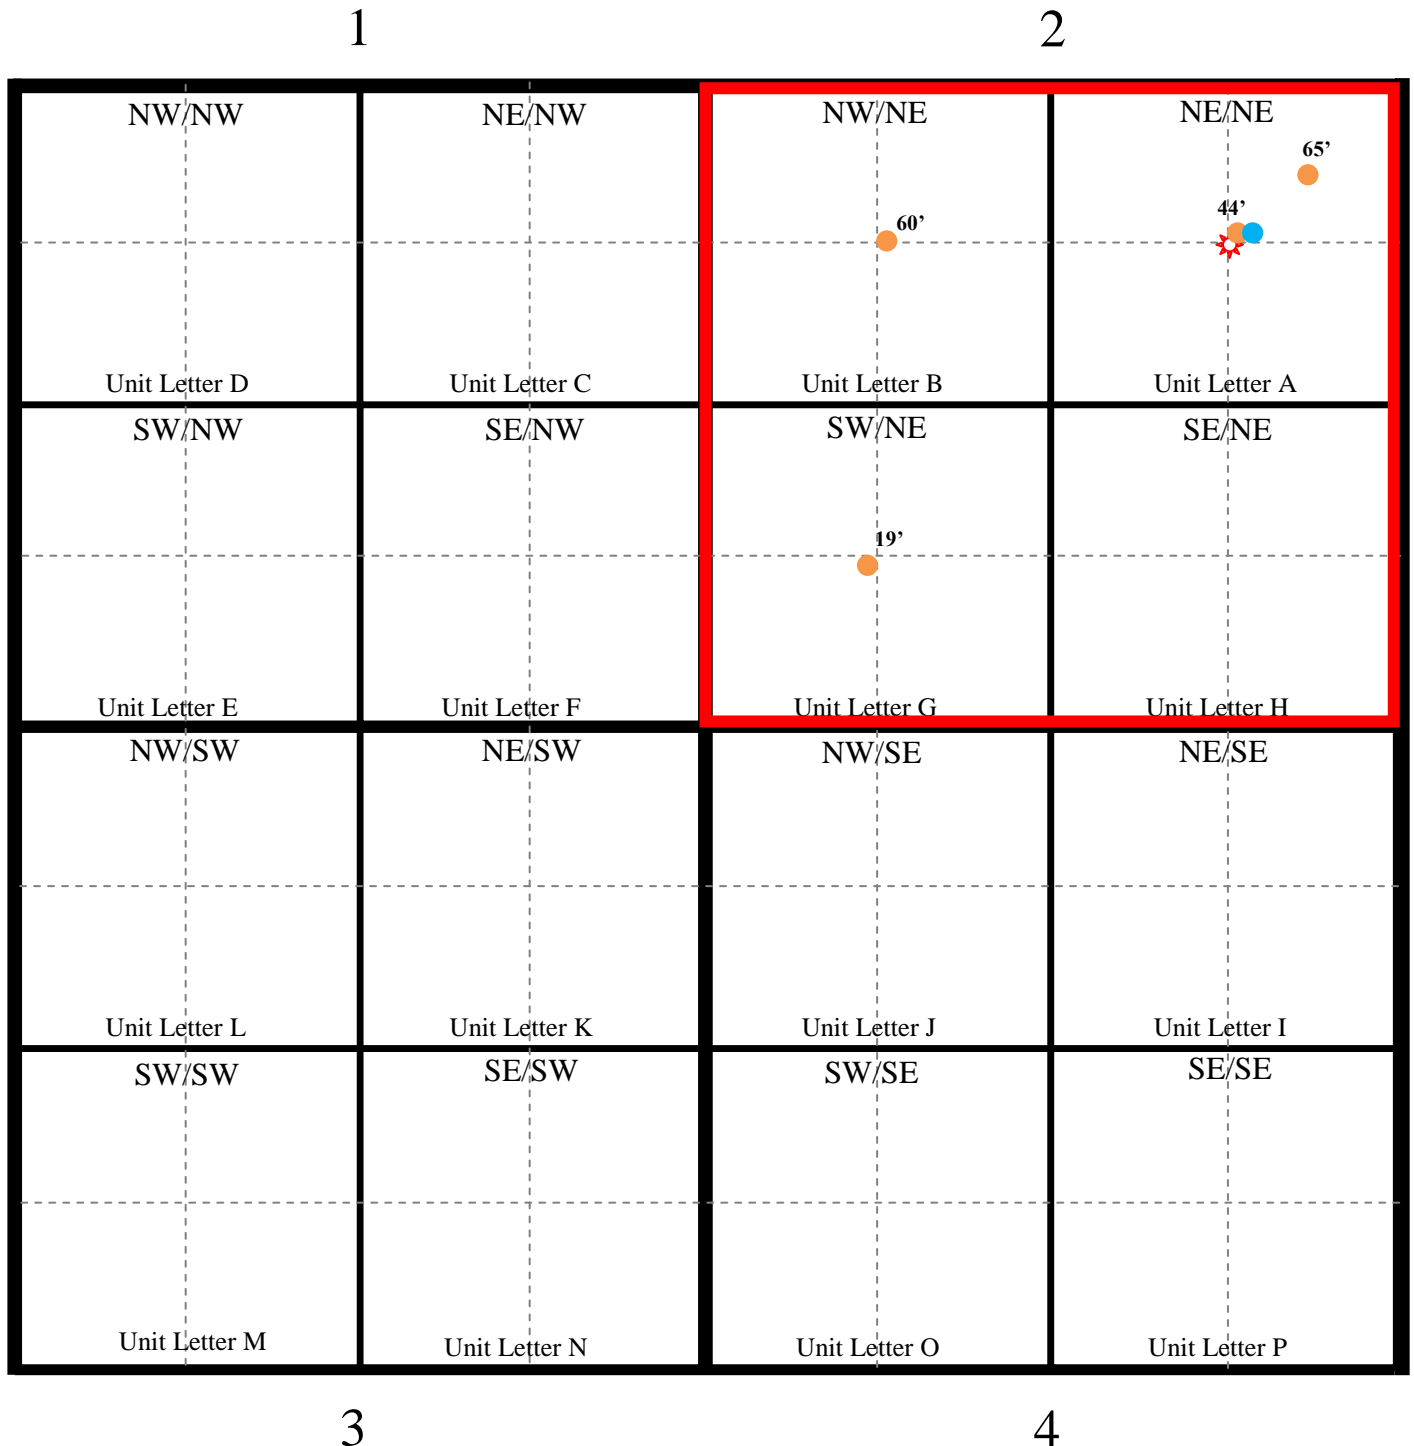 1 2
NW/NW NE/NW NW/NE NE/NE
65’
44’
60’
Unit Letter D Unit Letter C Unit Letter B Unit Letter A
SW/NW SE/NW SW/NE SE/NE
19’
Unit Letter E Unit Letter F Unit Letter G Unit Letter H
NW/SW NE/SW NW/SE NE/SE
Unit Letter L Unit Letter K Unit Letter J Unit Letter I
SW/SW SE/SW SW/SE SE/SE
Unit Letter M Unit Letter N Unit Letter O Unit Letter P
3 4